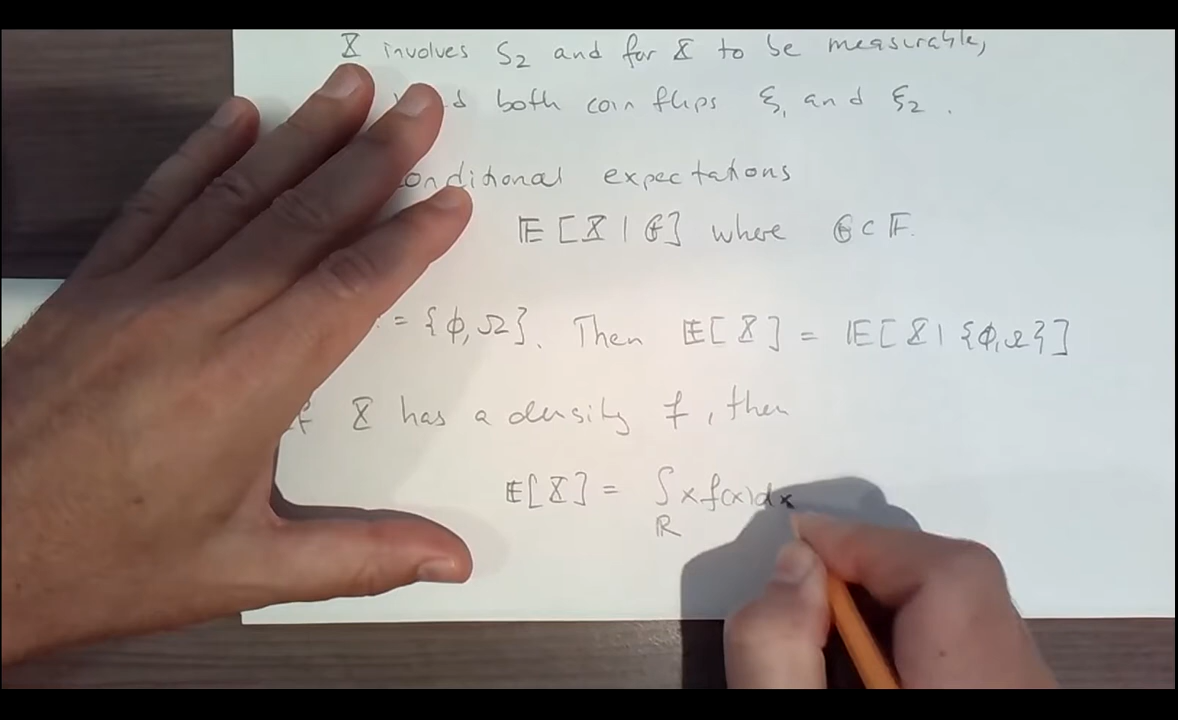 X involves S₂ and for X to be measurable,
both coin flips ξ₁ and ξ₂.
onditional expectations
𝔼[X | G] where G ⊂ F.
= {ϕ, Ω}. Then 𝔼[X] = 𝔼[X | {ϕ, Ω}]
X has a density f, then
𝔼[X] = ∫ x f(x) dx
ℝ